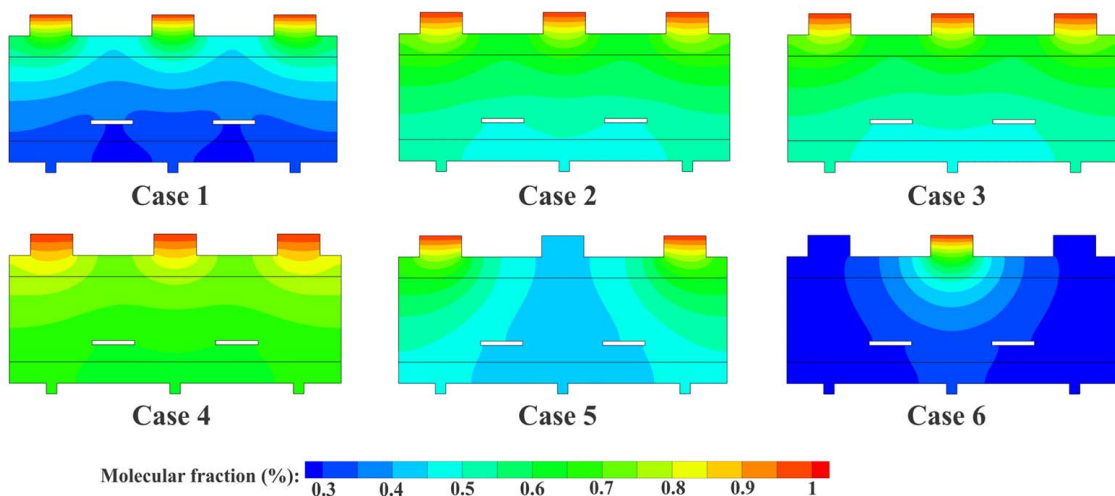 Case 1
Case 2
Case 3
Case 4
Case 5
Case 6
Molecular fraction (%):
0.3 0.4 0.5 0.6 0.7 0.8 0.9 1